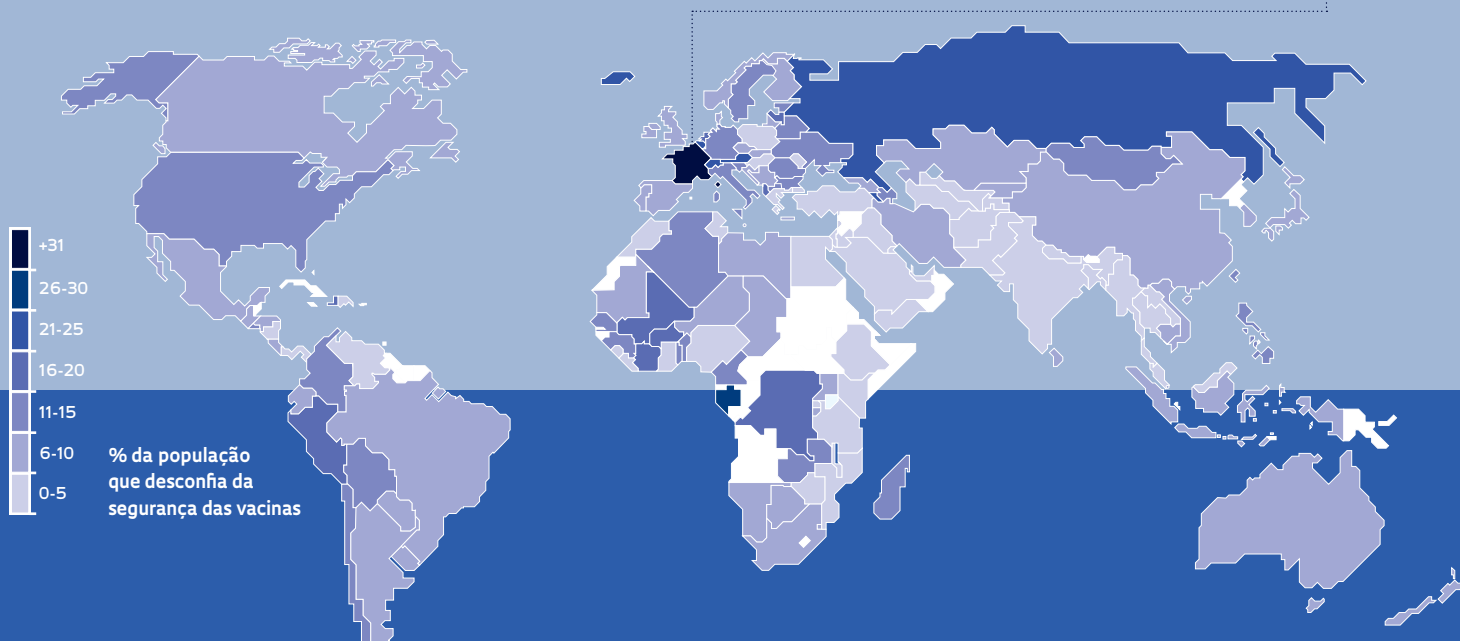 +31
26-30
21-25
16-20
11-15
6-10
0-5
% da população
que desconfia da
segurança das vacinas